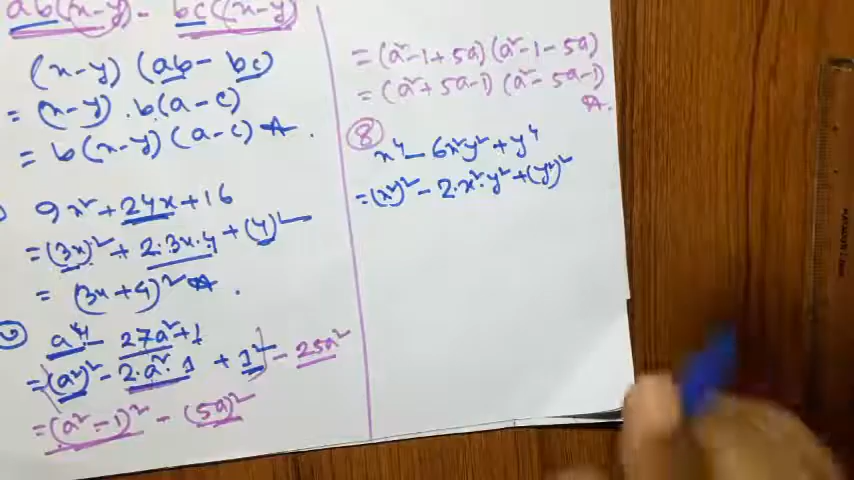 ab(x-y) - bc(x-y)
(x-y) (ab - bc)
= (x-y) . b(a-c)
= b(x-y) (a-c)
9x² + 24x + 16
= (3x)² + 2.3x.4 + (4)²
= (3x+4)²
a⁴ - 27a² + 1
= (a²)² - 2.a².1 + 1² - 25a²
= (a²-1)² - (5a)²
= (a²-1+5a) (a²-1-5a)
= (a²+5a-1) (a²-5a-1)
8
x⁴ - 6x²y² + y⁴
= (x²)² - 2.x².y² + (y²)²